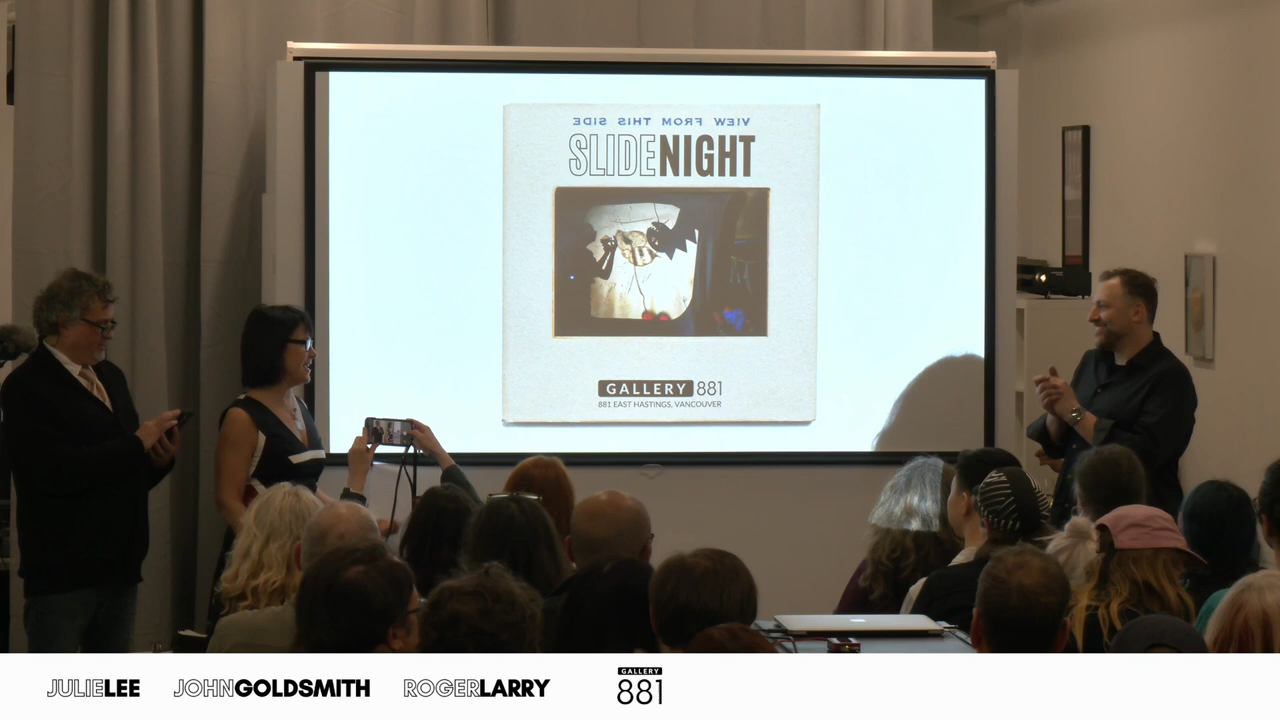 VIEW FROM THIS SIDE
SLIDENIGHT
GALLERY 881
881 EAST HASTINGS, VANCOUVER
JULIELEE JOHNGOLDSMITH ROGERLARRY
GALLERY
881